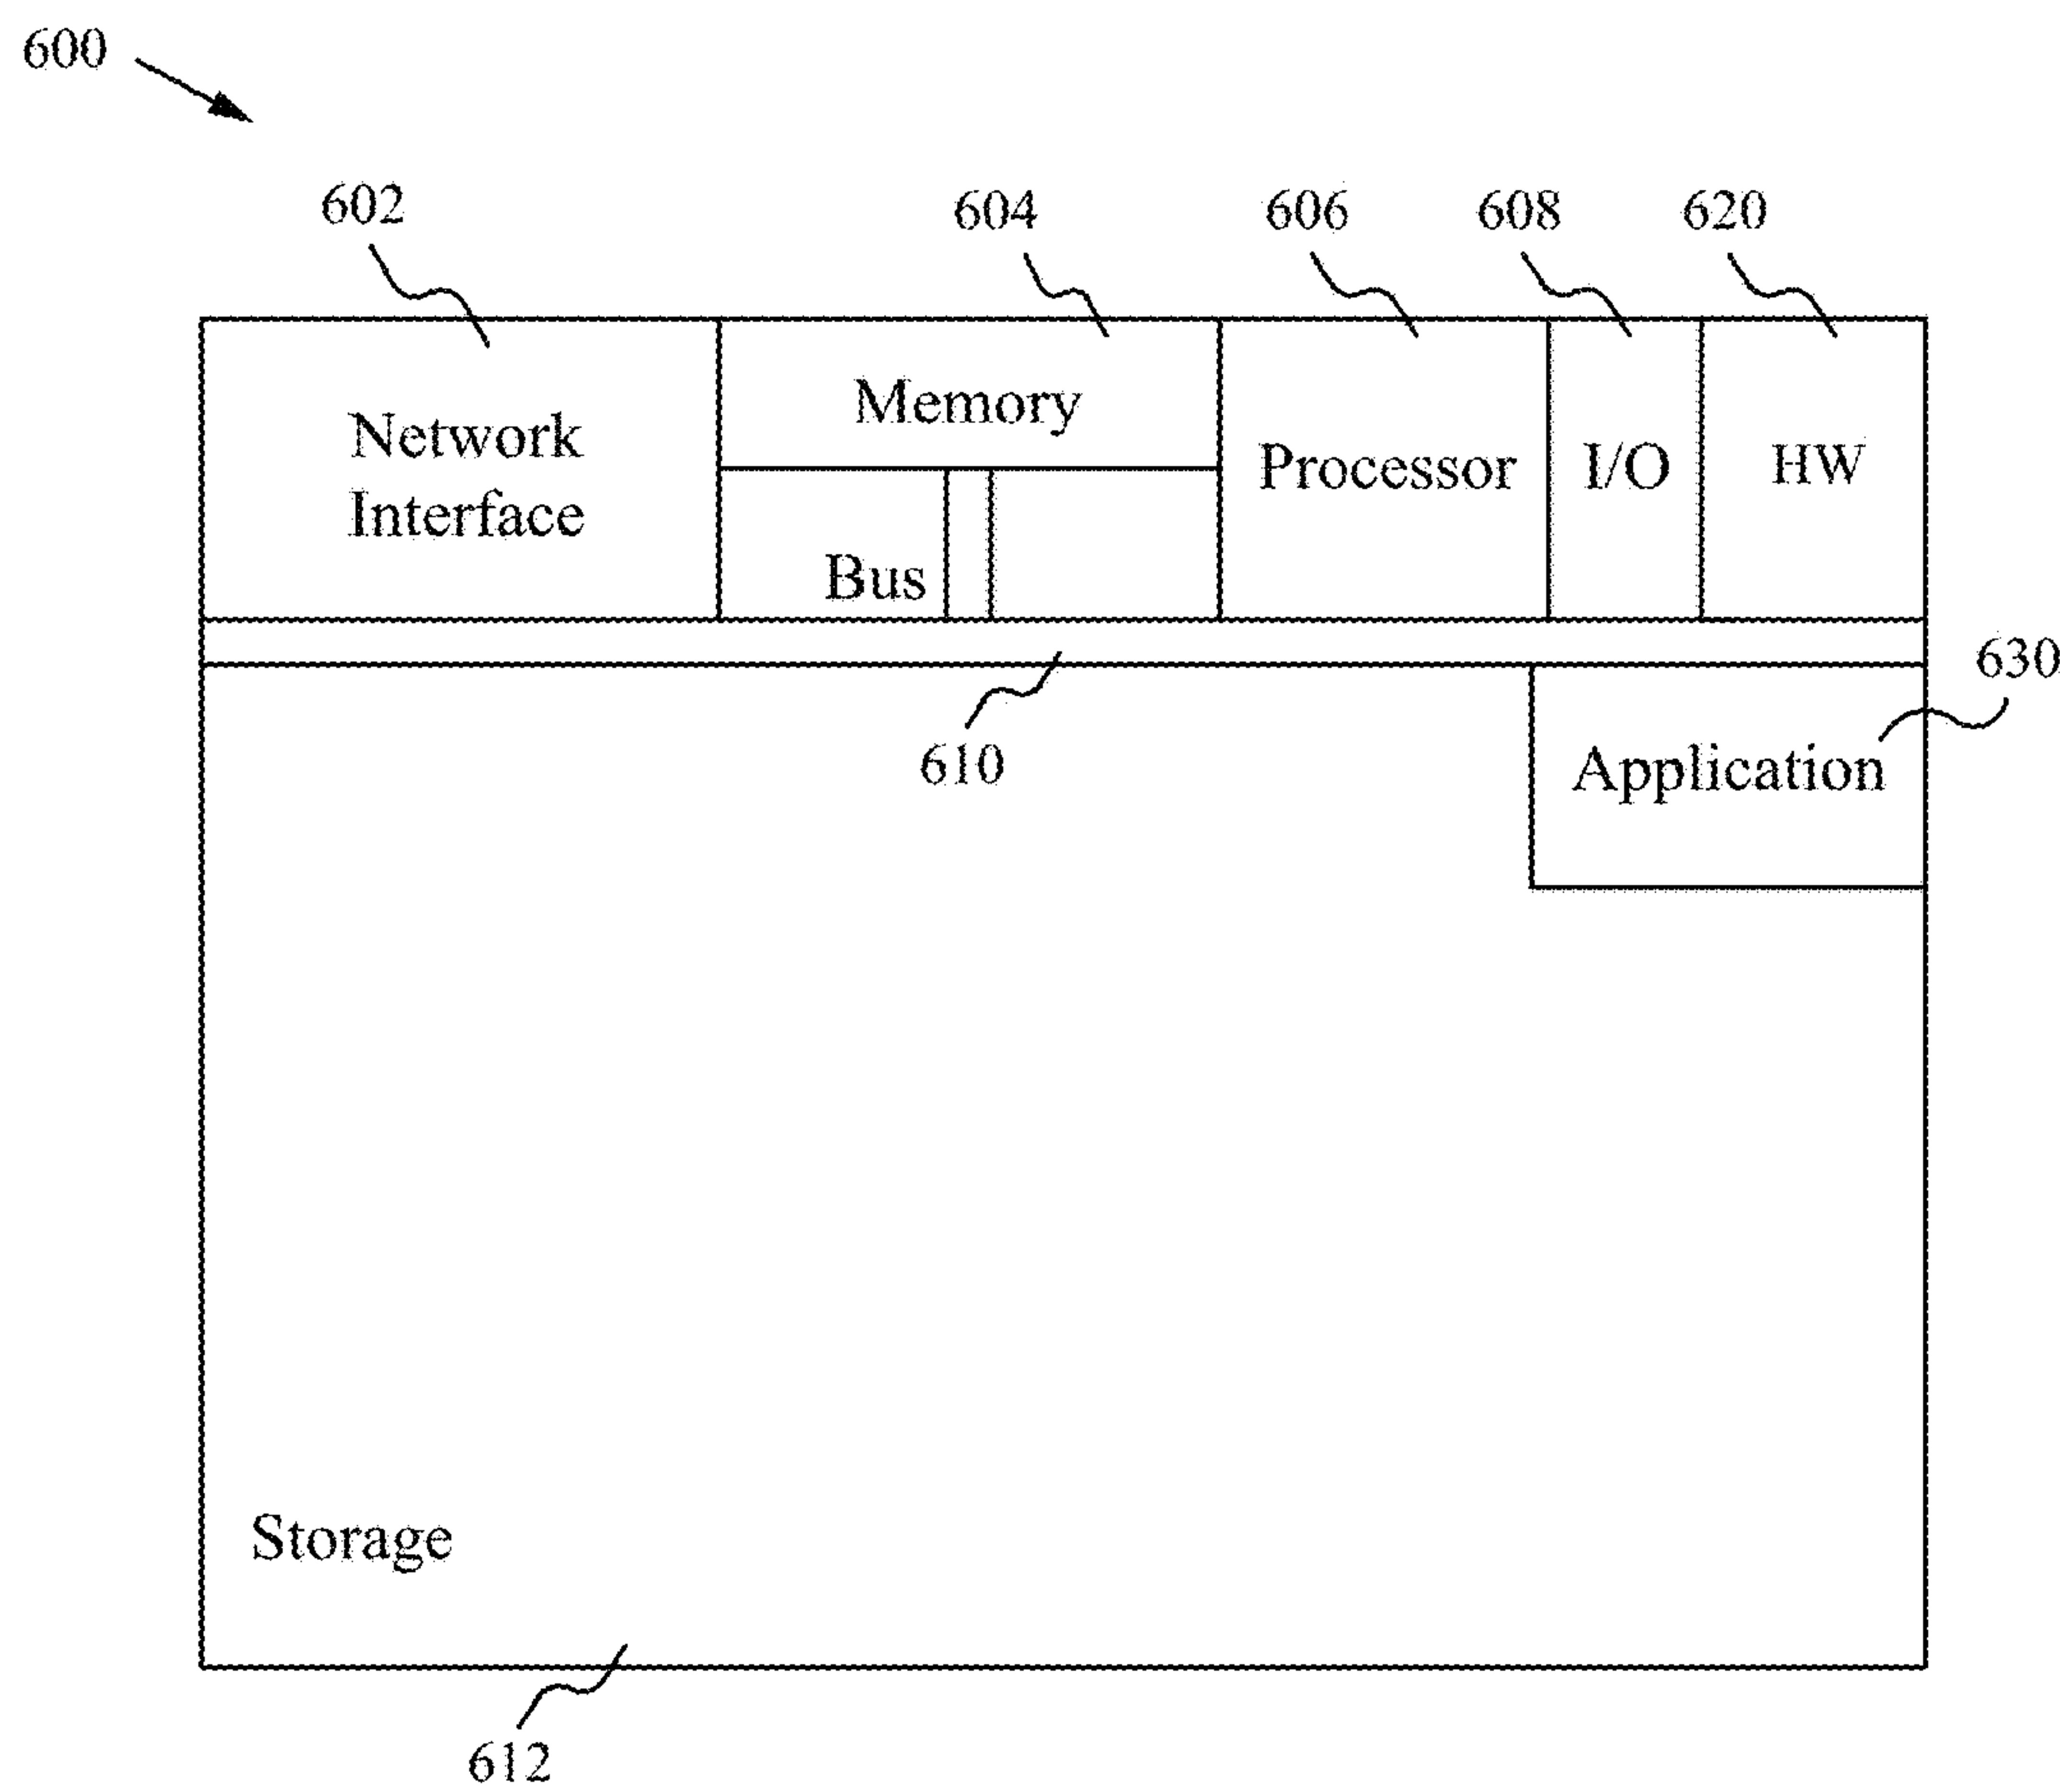 600
602
604
606
608
620
Network
Interface
Memory
Processor
I/O
HW
Bus
630
610
Application
Storage
612